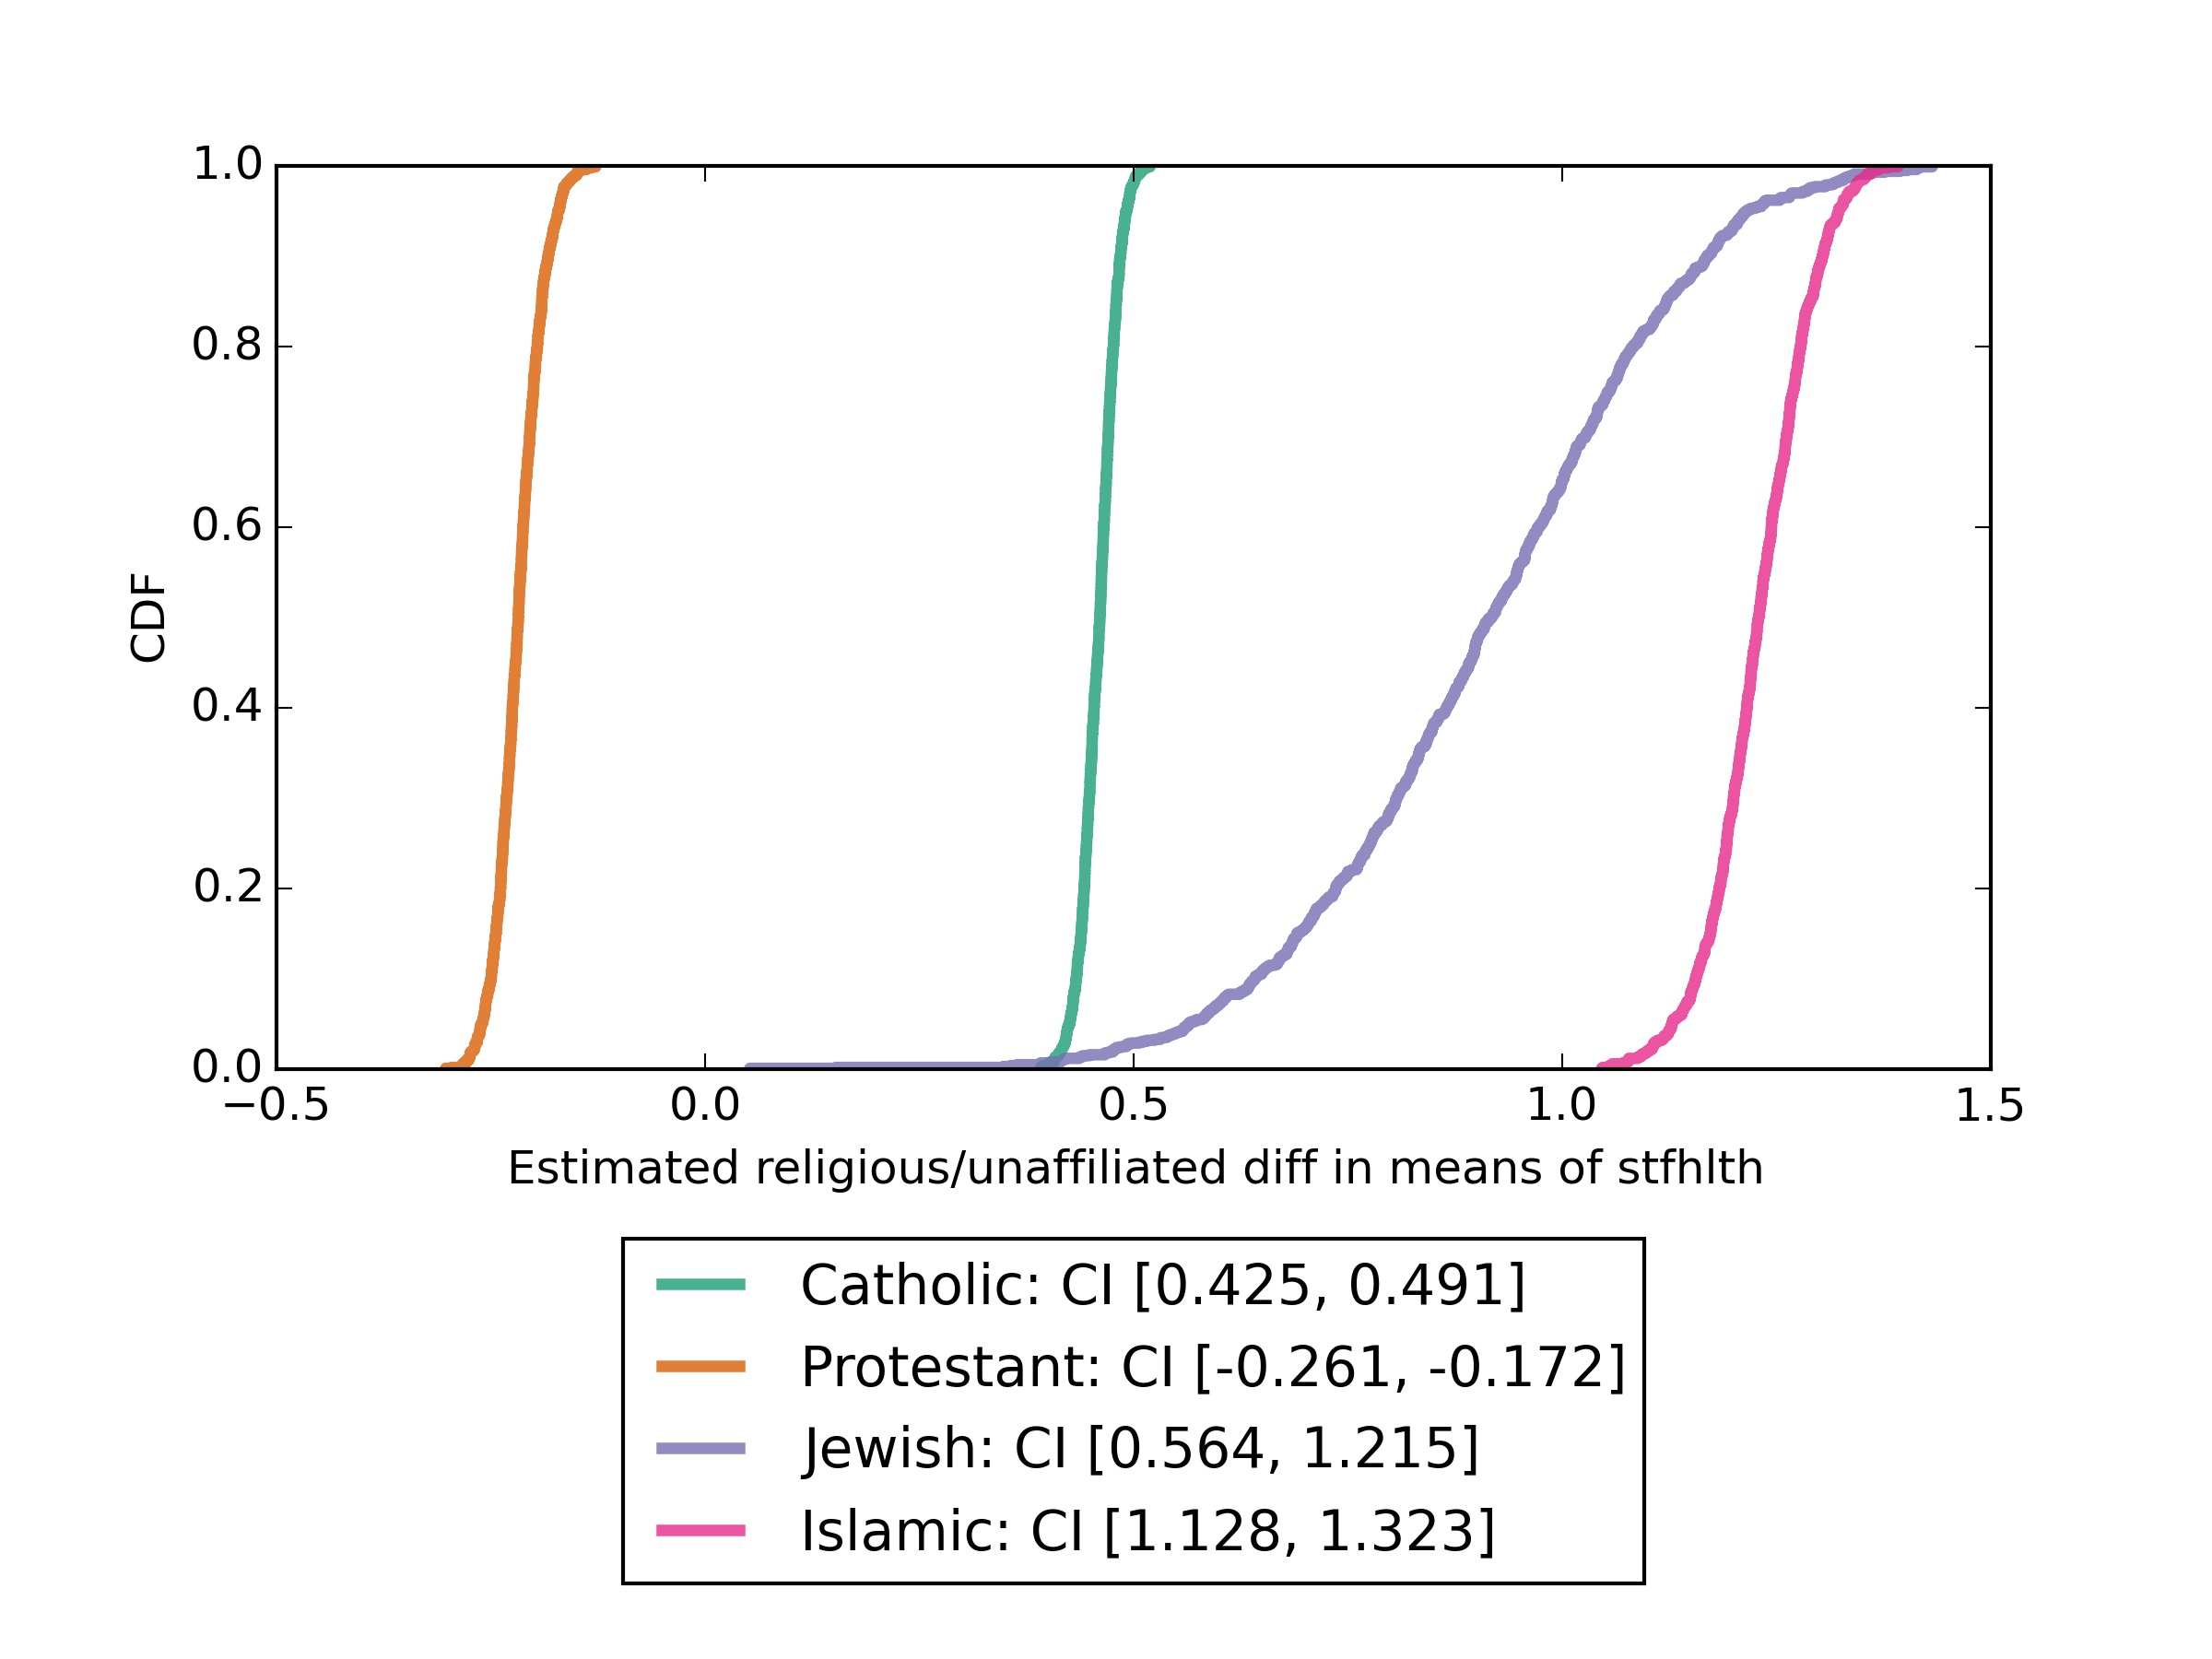 1.0
0.8
0.6
0.4
0.2
0.0
CDF
−0.5 0.0 0.5 1.0 1.5
Estimated religious/unaffiliated diff in means of stfhlth
Catholic: CI [0.425, 0.491]
Protestant: CI [-0.261, -0.172]
Jewish: CI [0.564, 1.215]
Islamic: CI [1.128, 1.323]